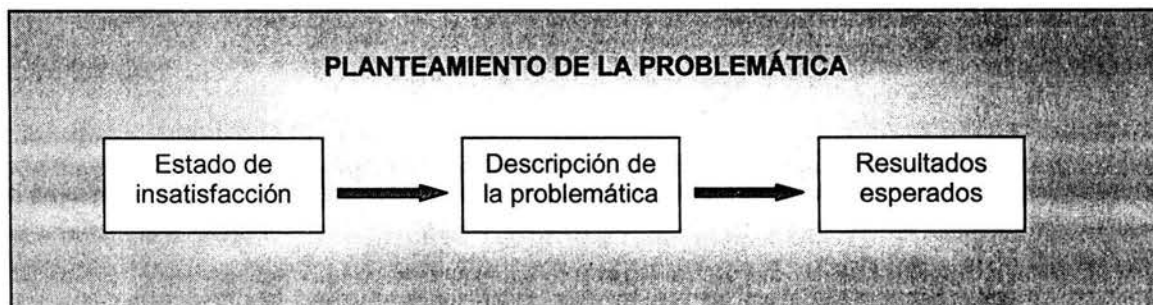 PLANTEAMIENTO DE LA PROBLEMÁTICA
Estado de
insatisfacción
Descripción de
la problemática
Resultados
esperados